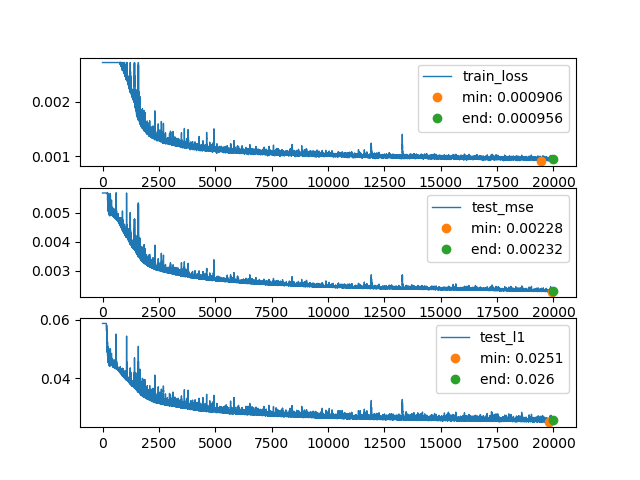 train_loss
min: 0.000906
end: 0.000956
0.002
0.001
0 2500 5000 7500 10000 12500 15000 17500 20000
test_mse
min: 0.00228
end: 0.00232
0.005
0.004
0.003
0 2500 5000 7500 10000 12500 15000 17500 20000
0.06
test_l1
min: 0.0251
end: 0.026
0.04
0 2500 5000 7500 10000 12500 15000 17500 20000